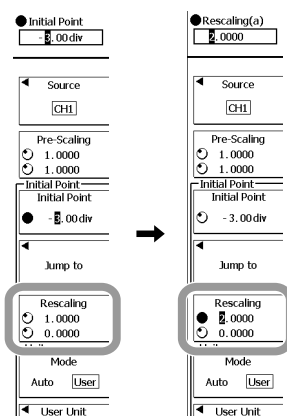 Initial Point
-3.00div
Source
CH1
Pre-Scaling
1.0000
1.0000
Initial Point
Initial Point
-3.00div
Jump to
Rescaling
1.0000
0.0000
Mode
Auto User
User Unit
Rescaling(a)
2.0000
Source
CH1
Pre-Scaling
1.0000
1.0000
Initial Point
Initial Point
-3.00div
Jump to
Rescaling
2.0000
0.0000
Mode
Auto User
User Unit